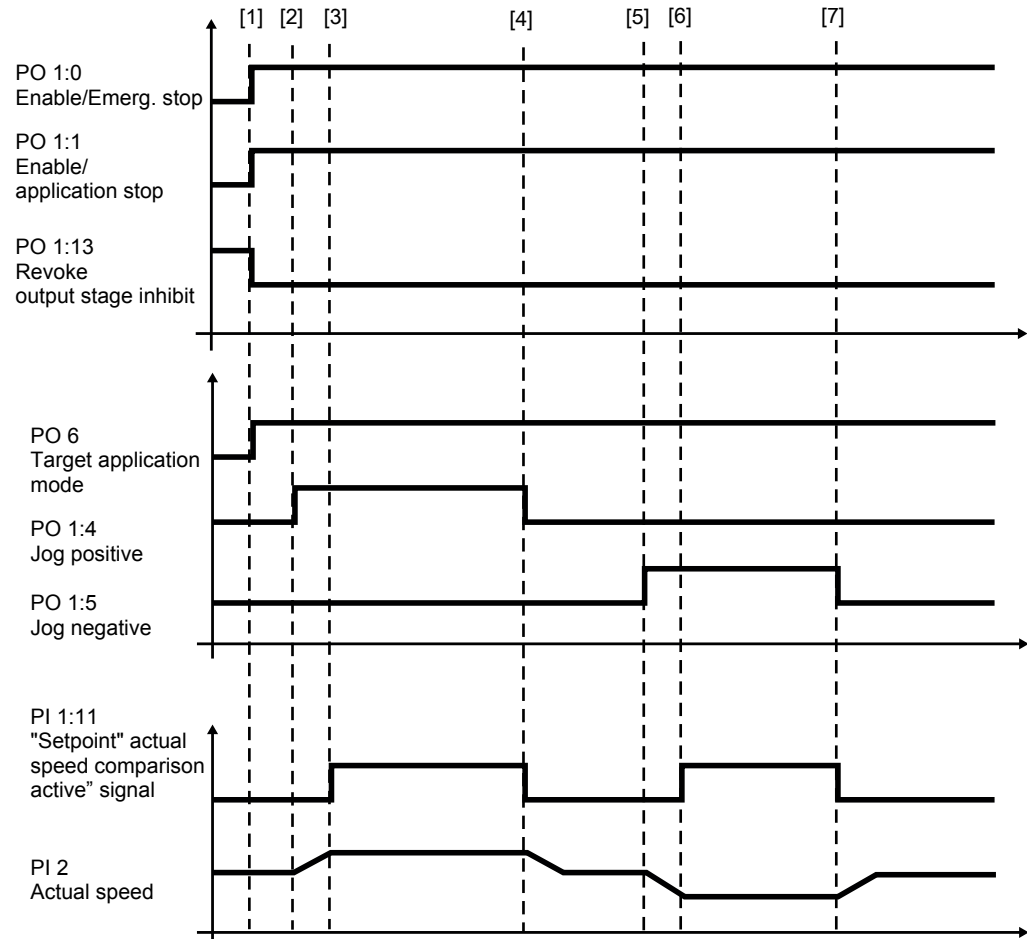 [1] [2] [3] [4] [5] [6] [7]
PO 1:0
Enable/Emerg. stop
PO 1:1
Enable/
application stop
PO 1:13
Revoke
output stage inhibit
PO 6
Target application
mode
PO 1:4
Jog positive
PO 1:5
Jog negative
PI 1:11
"Setpoint" actual
speed comparison
active” signal
PI 2
Actual speed